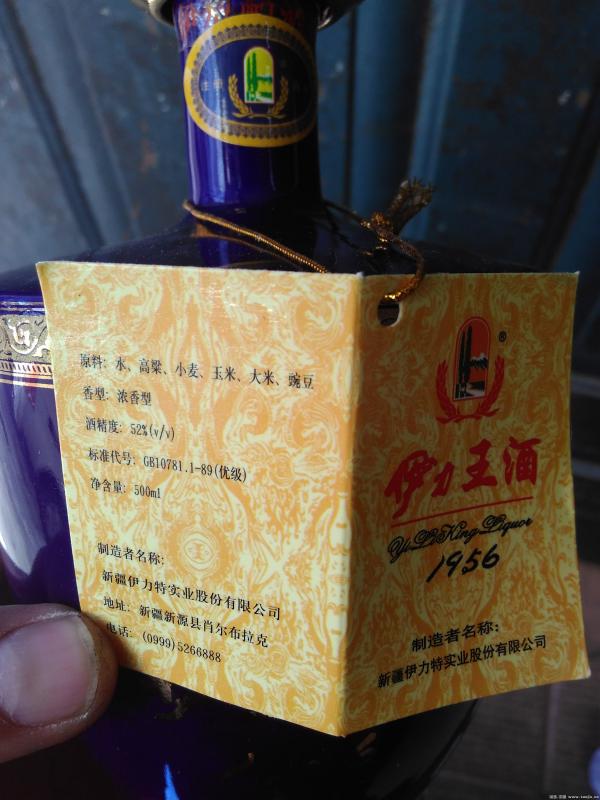 注册
原料: 水、高粱、小麦、玉米、大米、豌豆
香型: 浓香型
酒精度: 52%(v/v)
标准代号: GB10781.1-89(优级)
净含量: 500ml
制造者名称:
新疆伊力特实业股份有限公司
地址: 新疆新源县肖尔布拉克
电话: (0999)5266888
®
伊力王酒
Yi Li King Liquor
1956
制造者名称:
新疆伊力特实业股份有限公司